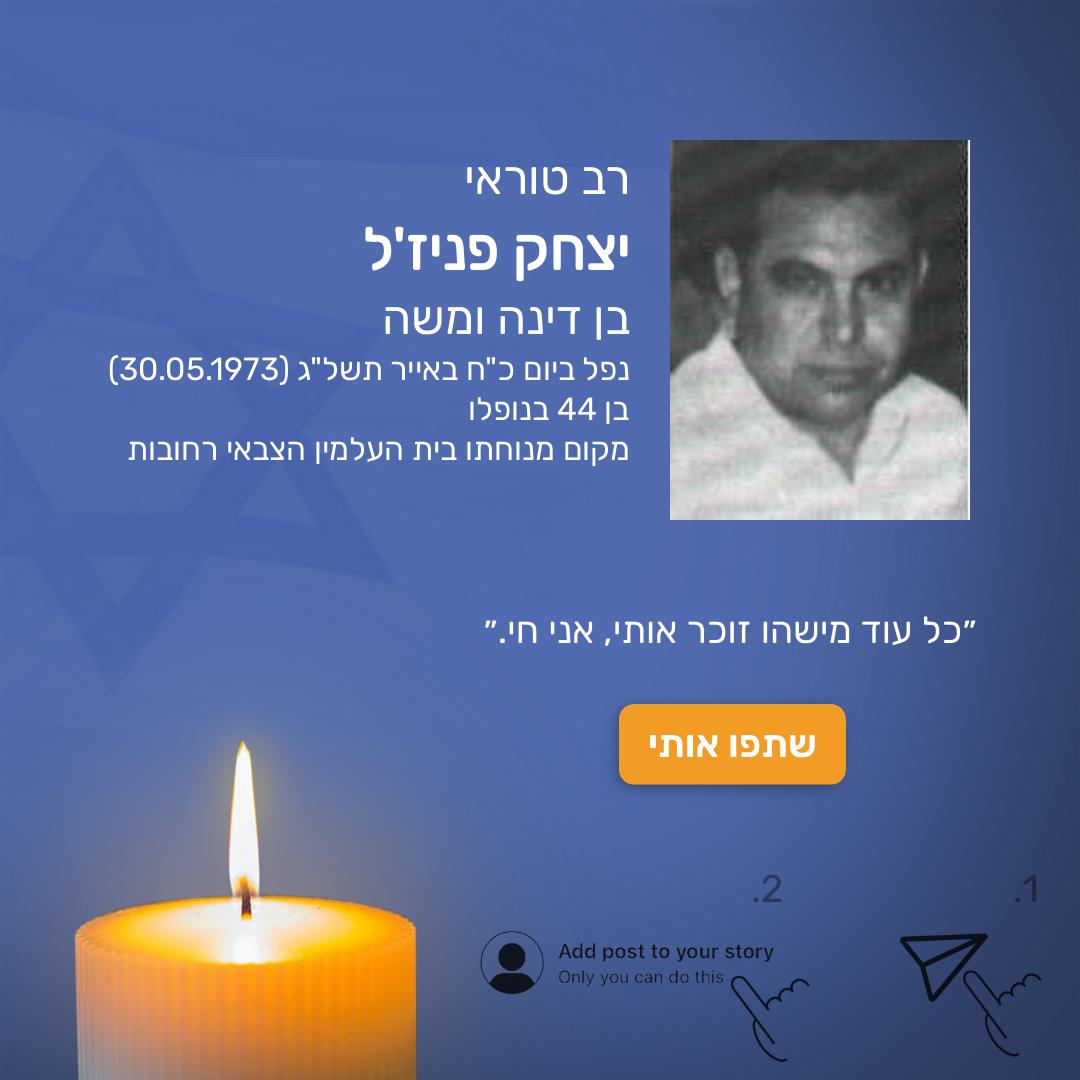 רב טוראי
יצחק פניז'ל
בן דינה ומשה
נפל ביום כ"ח באייר תשל"ג (30.05.1973)
בן 44 בנופלו
מקום מנוחתו בית העלמין הצבאי רחובות
״כל עוד מישהו זוכר אותי, אני חי.״
שתפו אותי
.1
.2
Add post to your story
Only you can do this